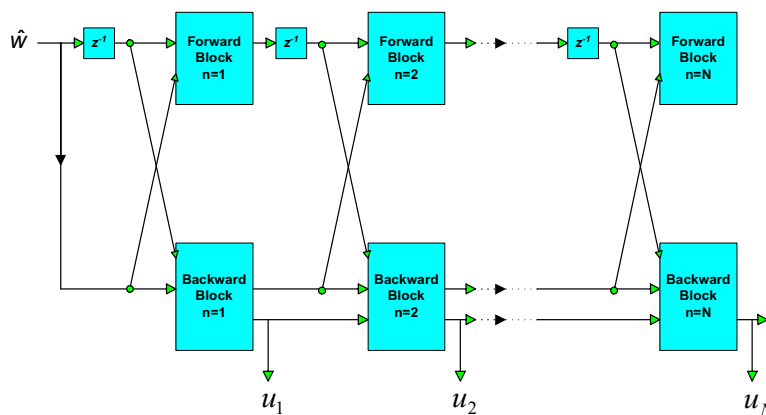 ŵ
z⁻¹
Forward
Block
n=1
z⁻¹
Forward
Block
n=2
z⁻¹
Forward
Block
n=N
Backward
Block
n=1
Backward
Block
n=2
Backward
Block
n=N
u₁
u₂